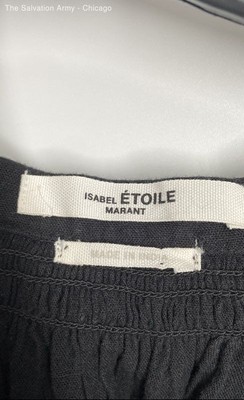 The Salvation Army - Chicago
ISABEL ÉTOILE
MARANT
MADE IN INDIA